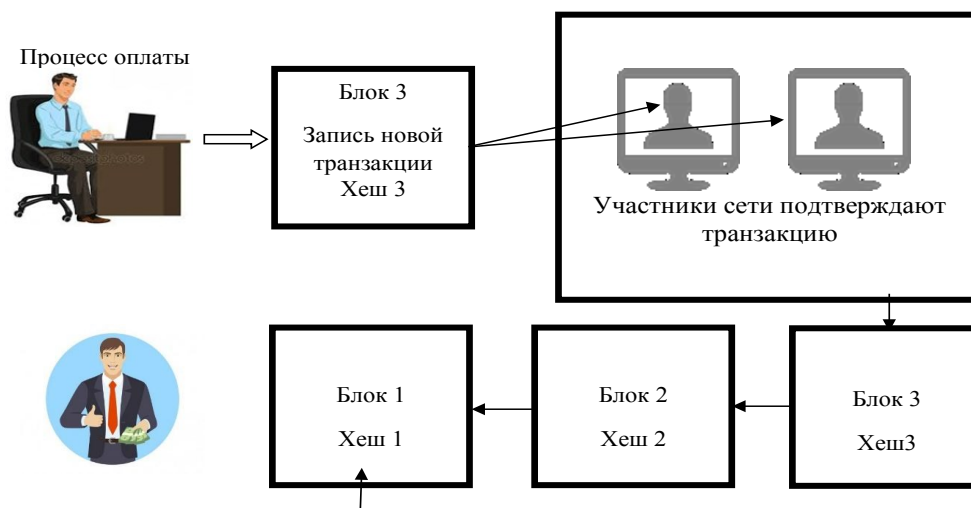 Процесс оплаты
Блок 3
Запись новой
транзакции
Хеш 3
Участники сети подтверждают
транзакцию
Блок 1
Хеш 1
Блок 2
Хеш 2
Блок 3
Хеш3